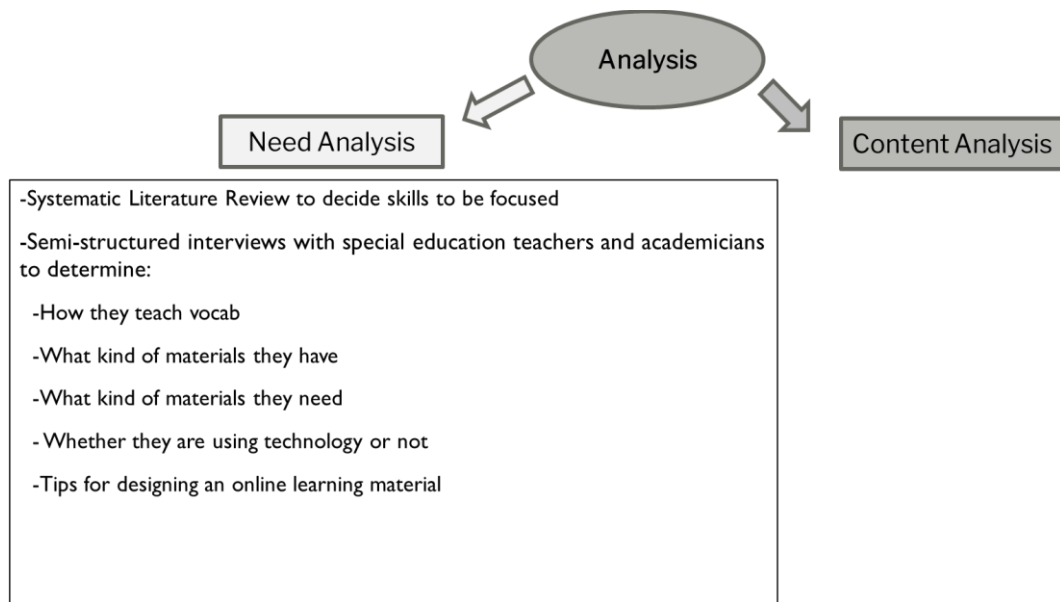 Analysis
Need Analysis
Content Analysis
-Systematic Literature Review to decide skills to be focused
-Semi-structured interviews with special education teachers and academicians
to determine:
-How they teach vocab
-What kind of materials they have
-What kind of materials they need
- Whether they are using technology or not
-Tips for designing an online learning material